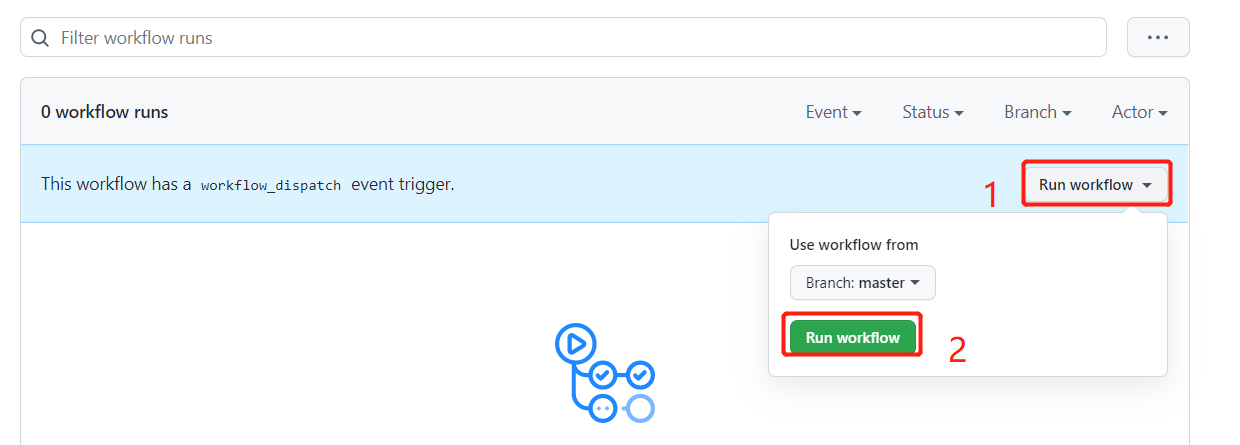 Filter workflow runs
0 workflow runs
Event
Status
Branch
Actor
This workflow has a workflow_dispatch event trigger.
1
Run workflow
Use workflow from
Branch: master
Run workflow
2